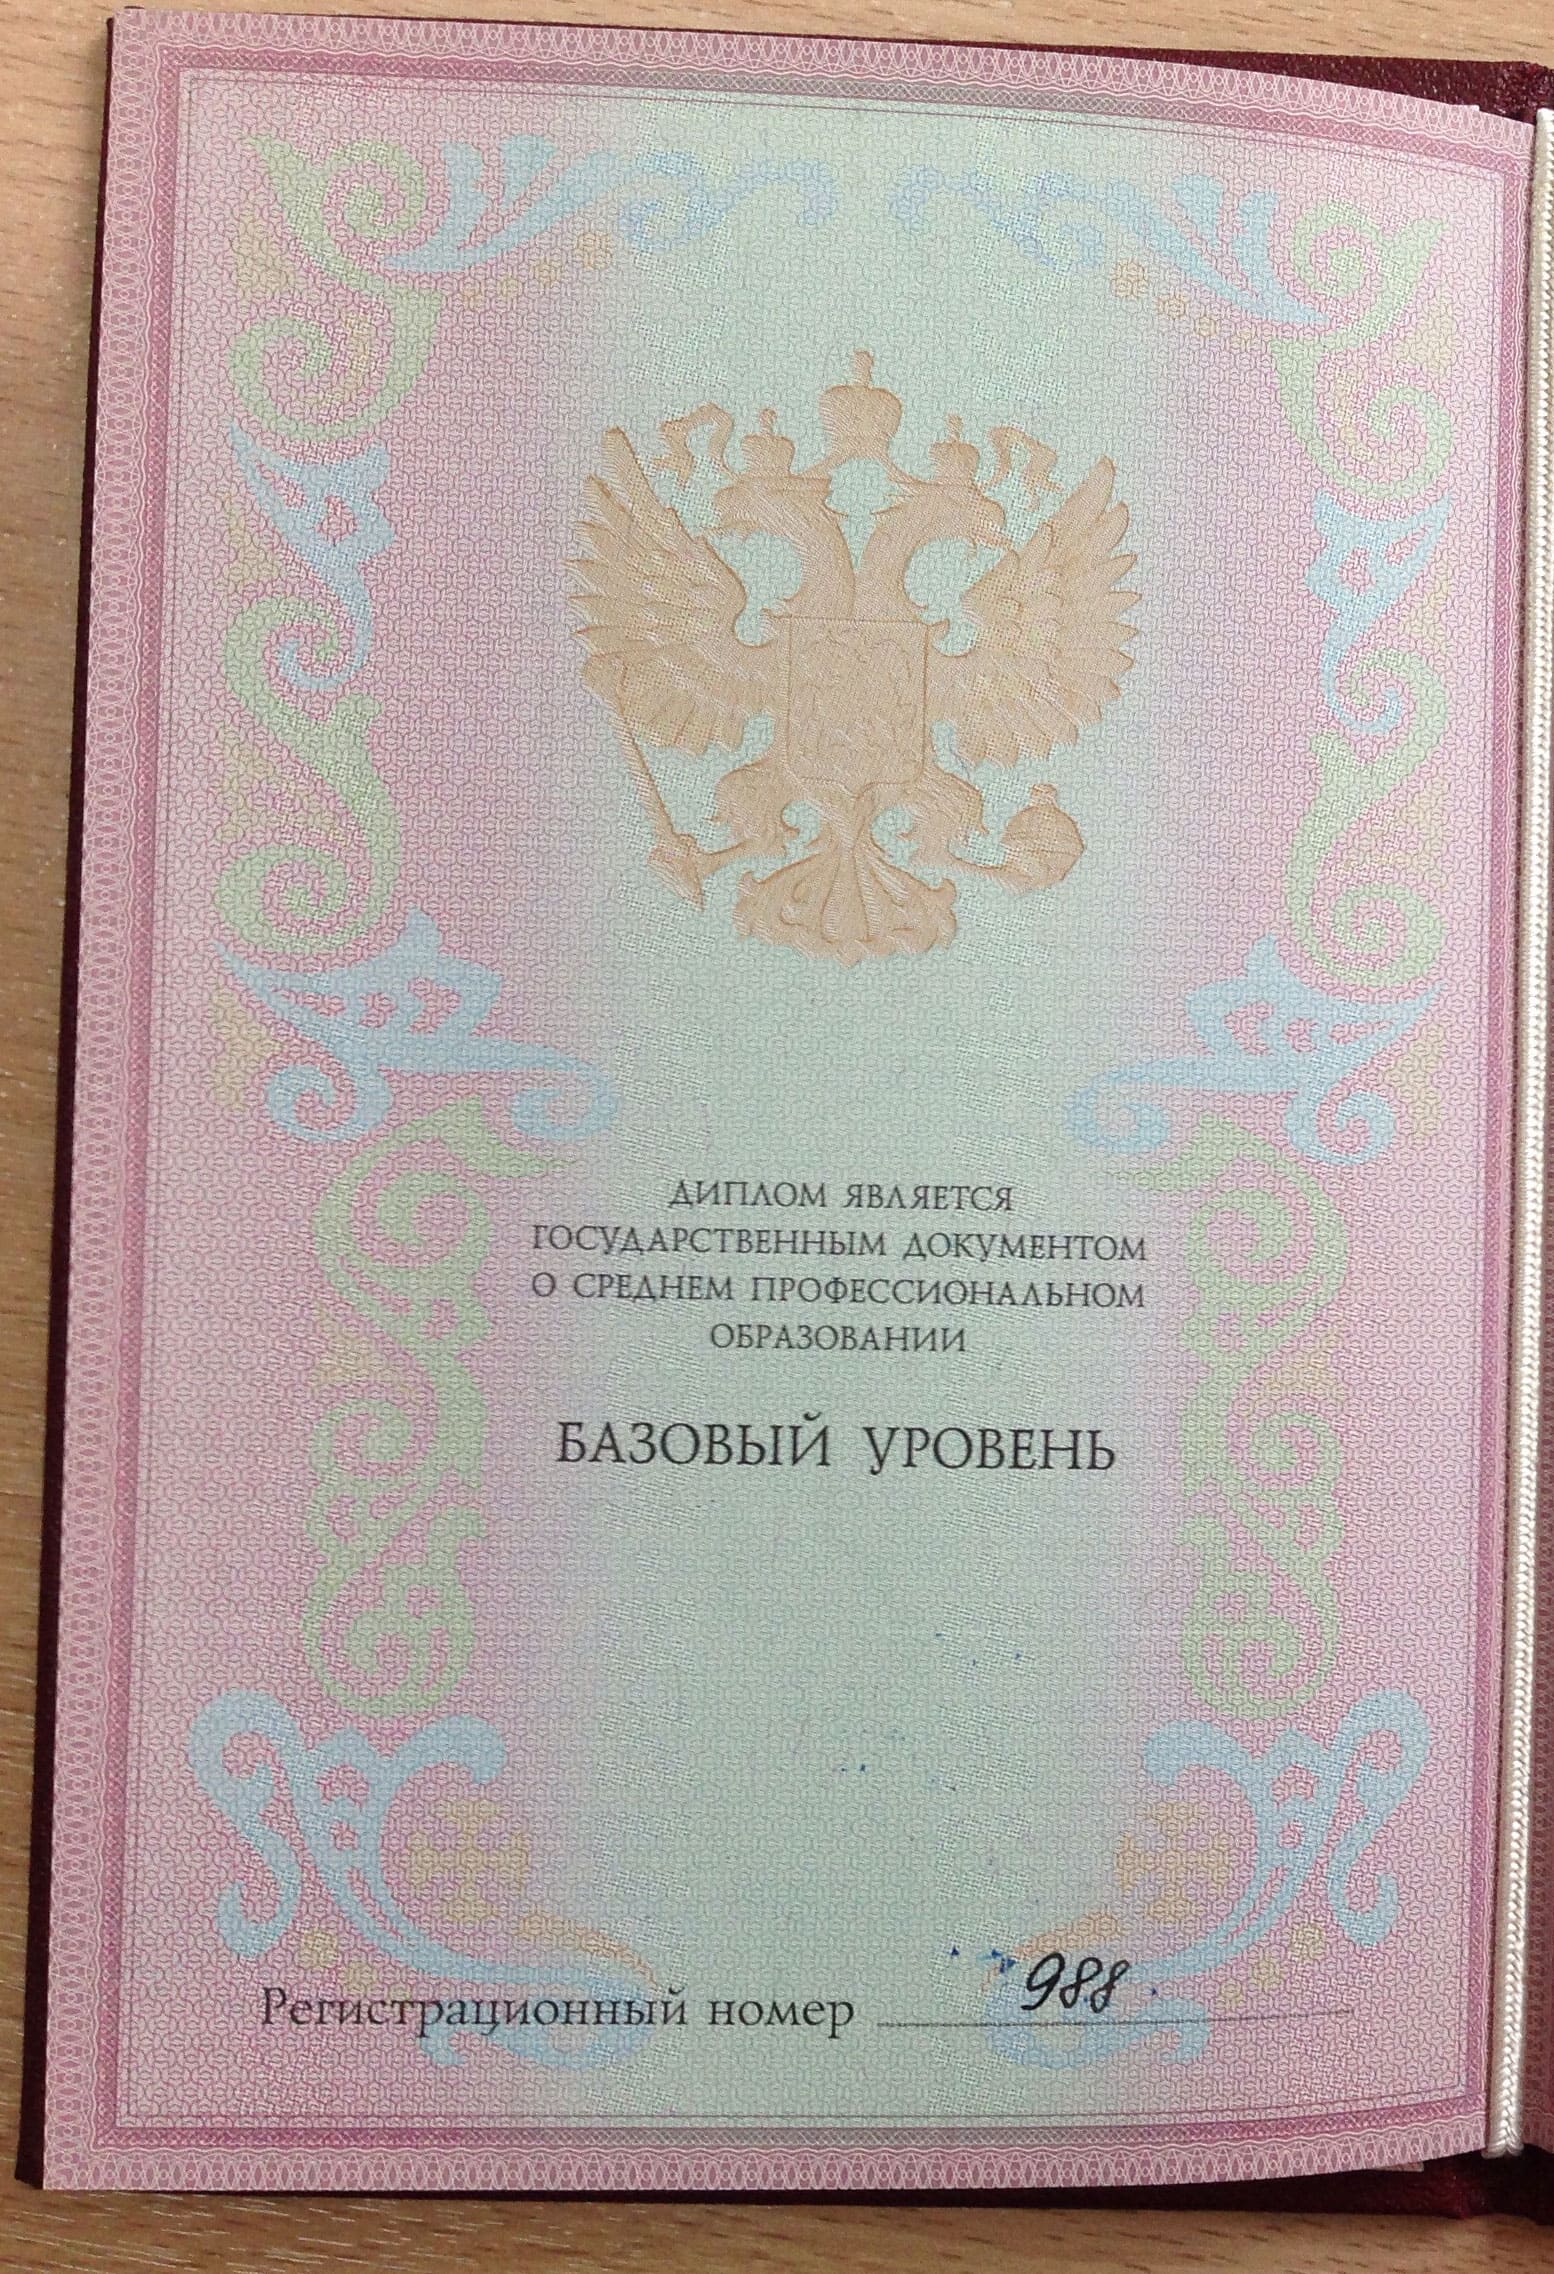 ДИПЛОМ ЯВЛЯЕТСЯ
ГОСУДАРСТВЕННЫМ ДОКУМЕНТОМ
О СРЕДНЕМ ПРОФЕССИОНАЛЬНОМ
ОБРАЗОВАНИИ
БАЗОВЫЙ УРОВЕНЬ
Регистрационный номер 988